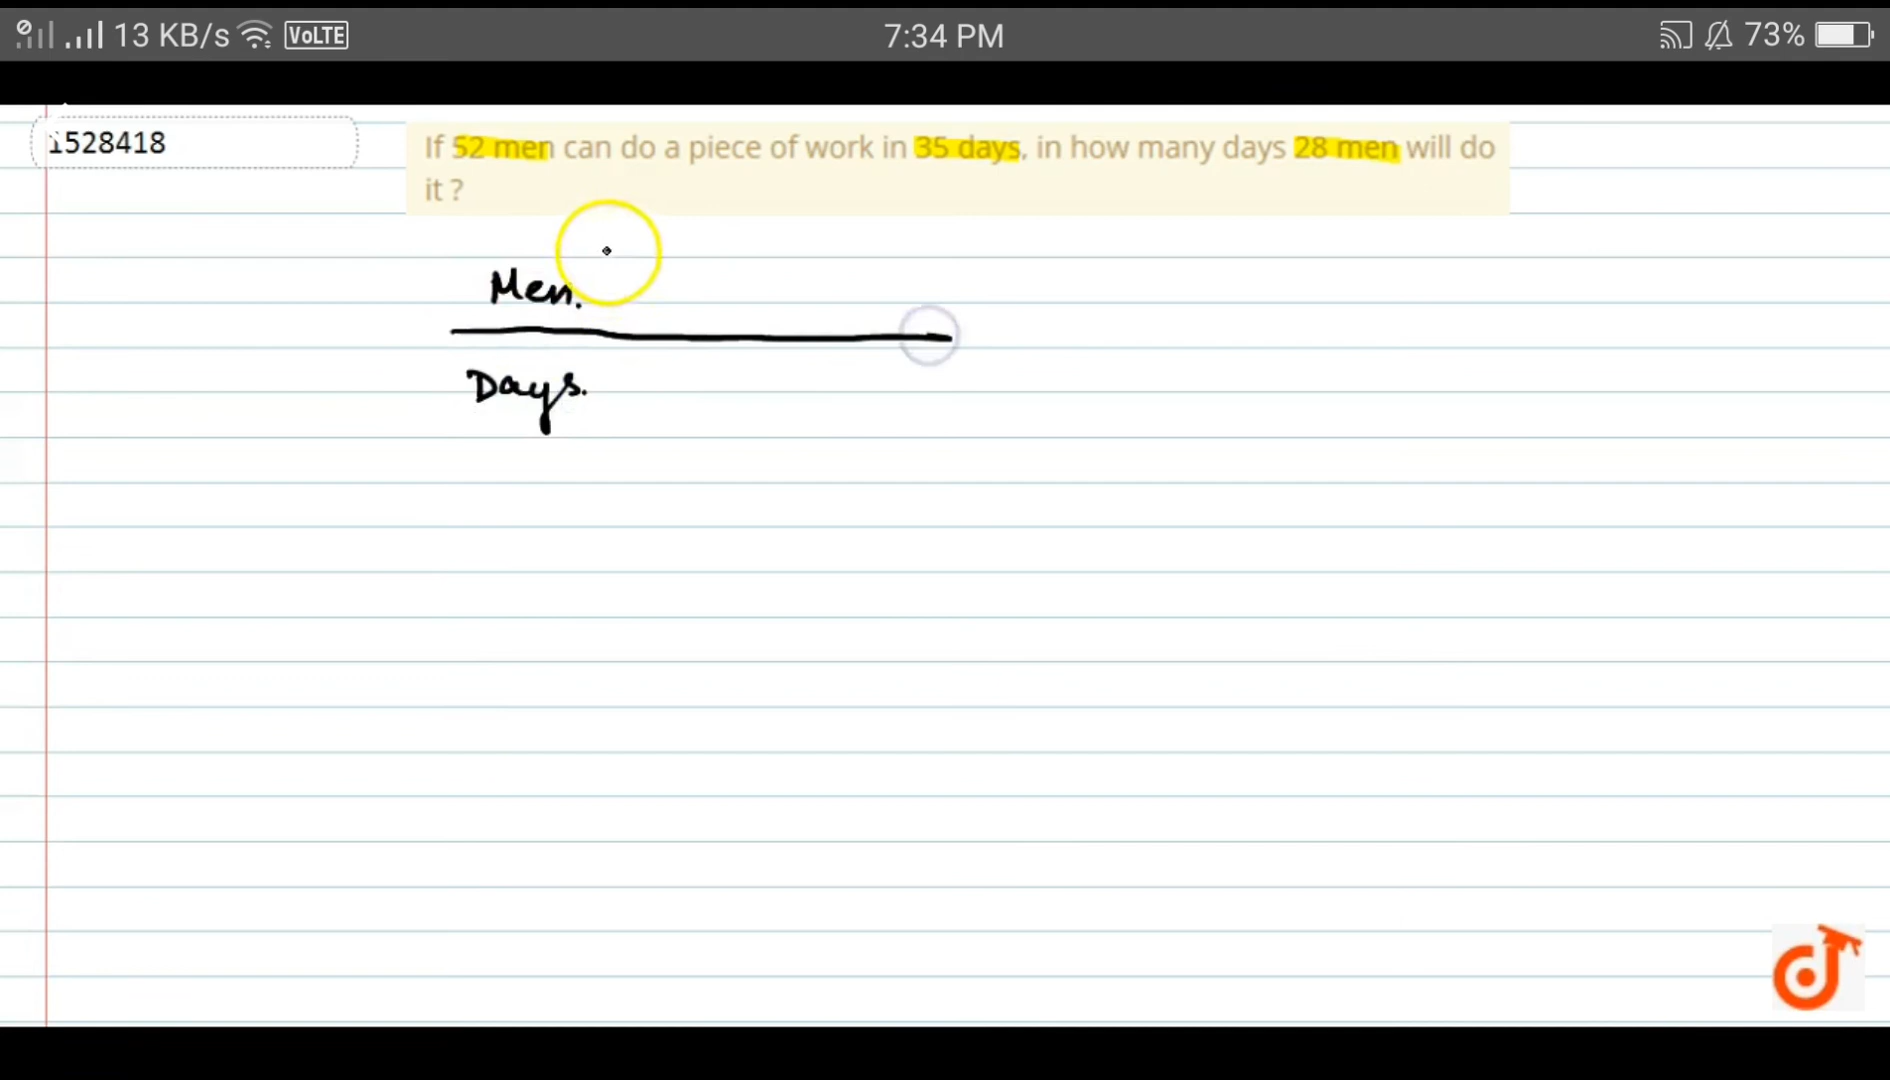 13 KB/s VoLTE 7:34 PM 73%
1528418
If 52 men can do a piece of work in 35 days, in how many days 28 men will do
it ?
Men.
Days.